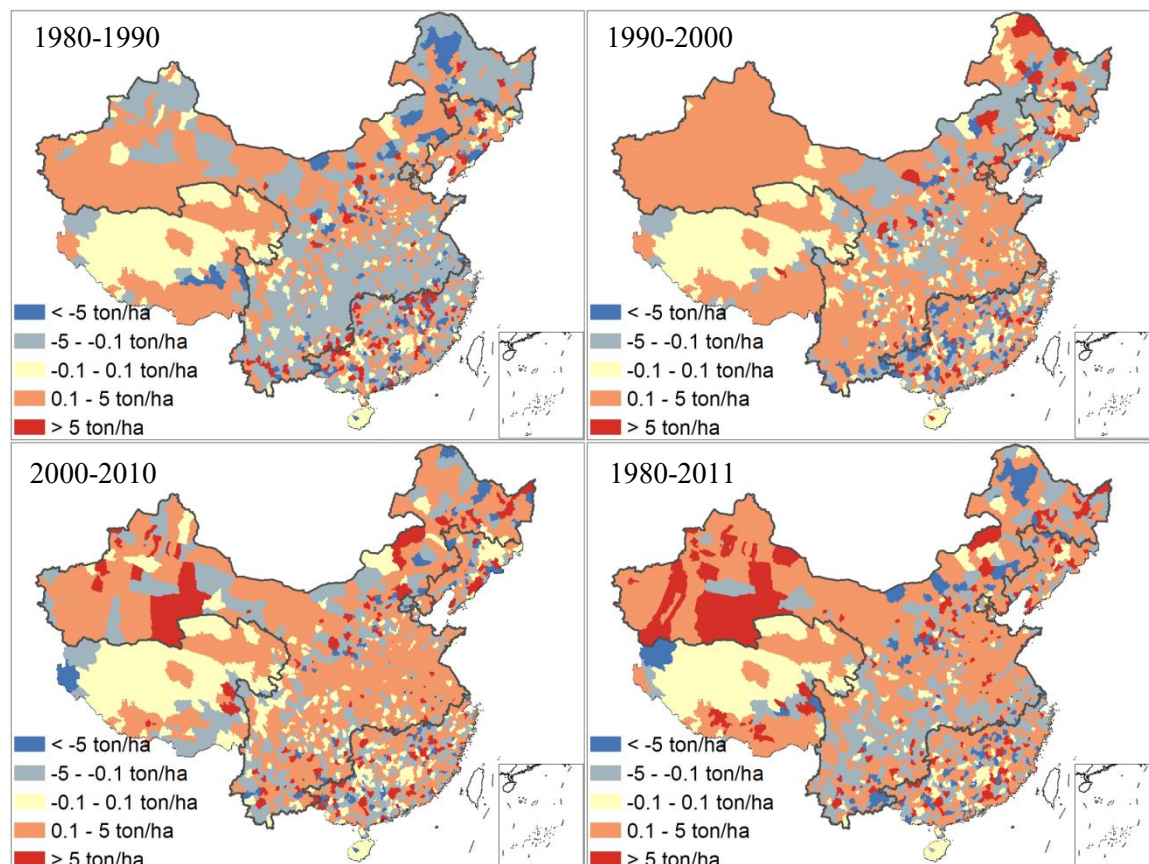 1980-1990
< -5 ton/ha
-5 - -0.1 ton/ha
-0.1 - 0.1 ton/ha
0.1 - 5 ton/ha
> 5 ton/ha
1990-2000
< -5 ton/ha
-5 - -0.1 ton/ha
-0.1 - 0.1 ton/ha
0.1 - 5 ton/ha
> 5 ton/ha
2000-2010
< -5 ton/ha
-5 - -0.1 ton/ha
-0.1 - 0.1 ton/ha
0.1 - 5 ton/ha
> 5 ton/ha
1980-2011
< -5 ton/ha
-5 - -0.1 ton/ha
-0.1 - 0.1 ton/ha
0.1 - 5 ton/ha
> 5 ton/ha